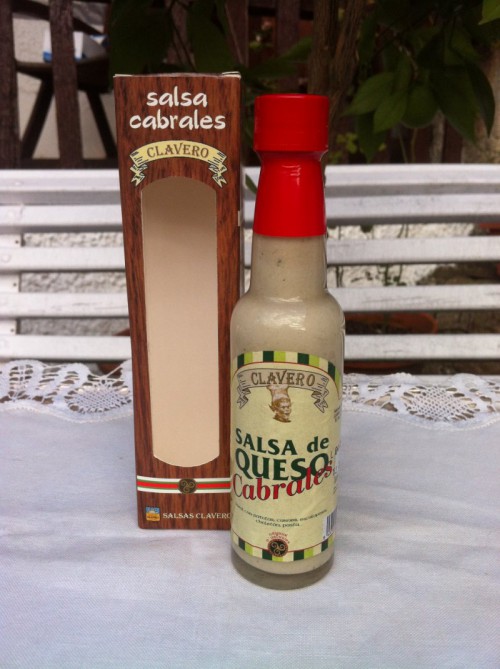 salsa
cabrales
CLAVERO
SALSAS CLAVERO
CLAVERO
SALSA de
QUESO
Cabrales